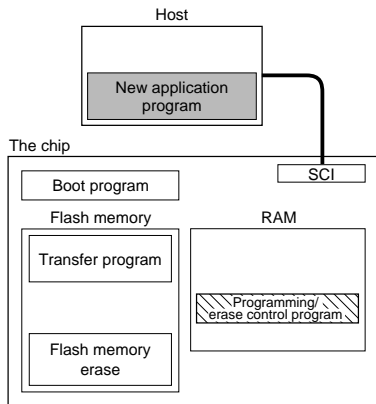 Host
New application
program
The chip
SCI
Boot program
Flash memory
RAM
Transfer program
Programming/
erase control program
Flash memory
erase